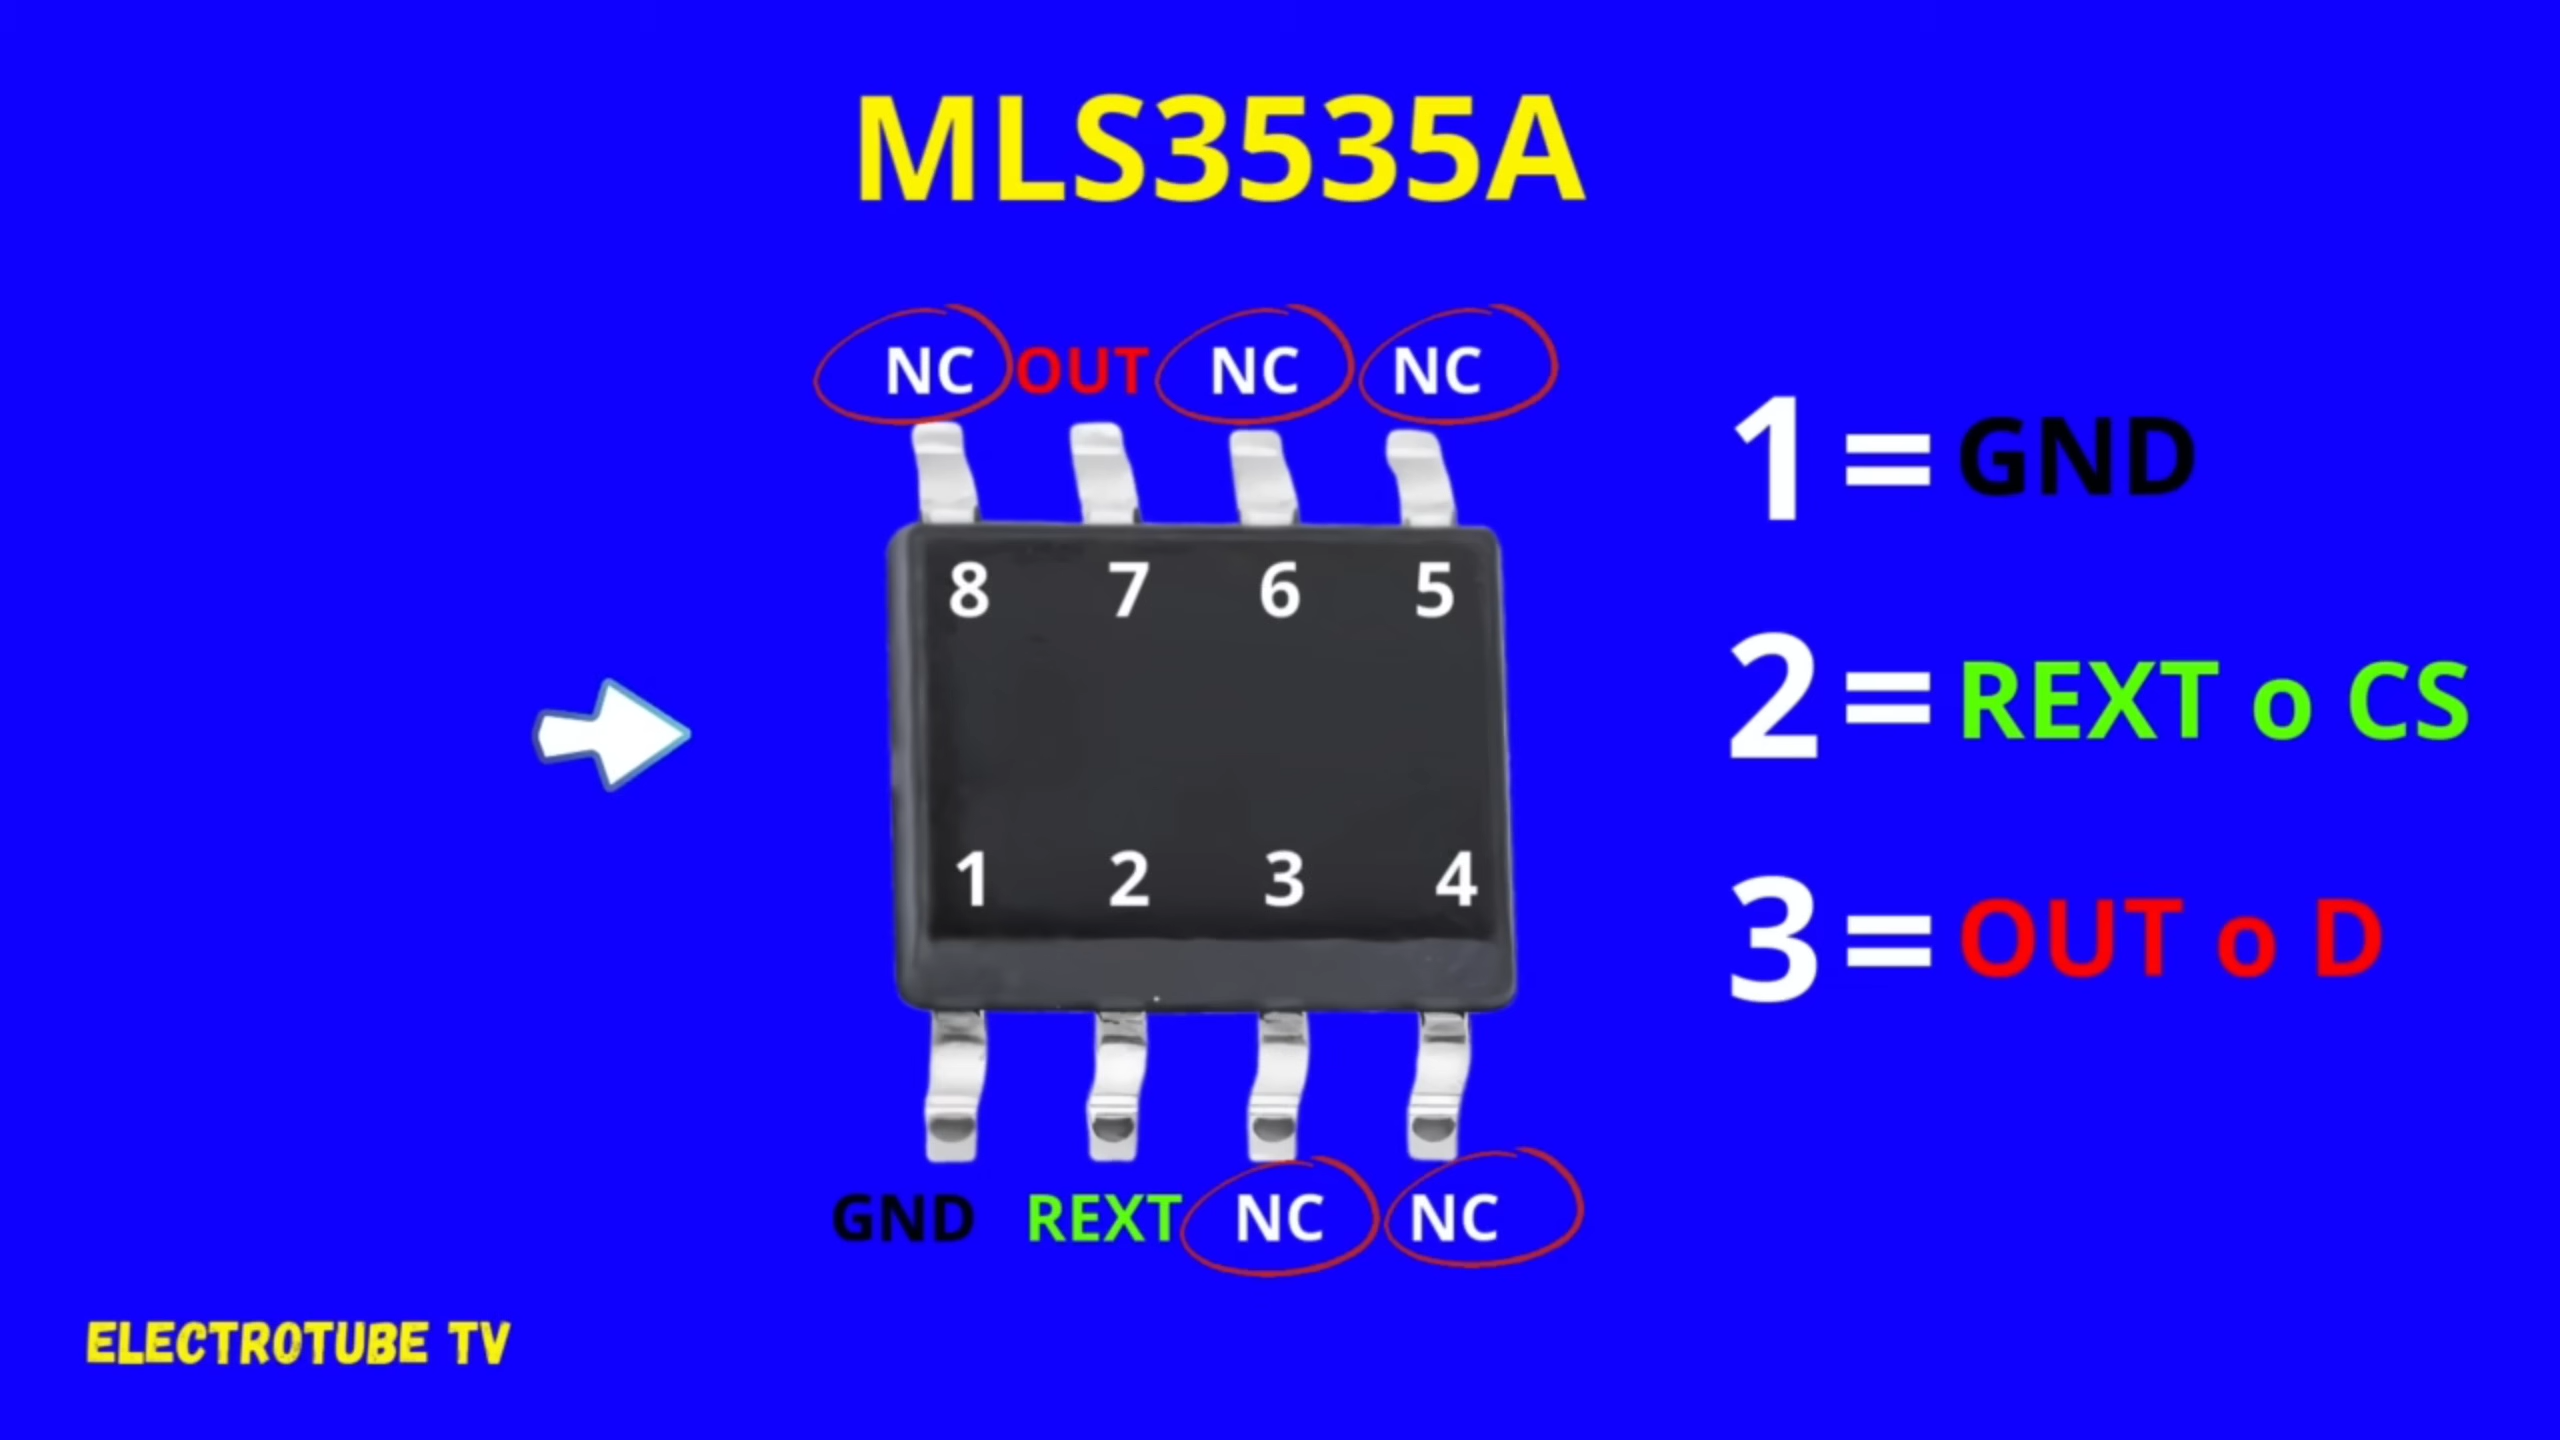 MLS3535A
NC OUT NC NC
8 7 6 5
1 2 3 4
GND REXT NC NC
1 = GND
2 = REXT o CS
3 = OUT o D
ELECTROTUBE TV